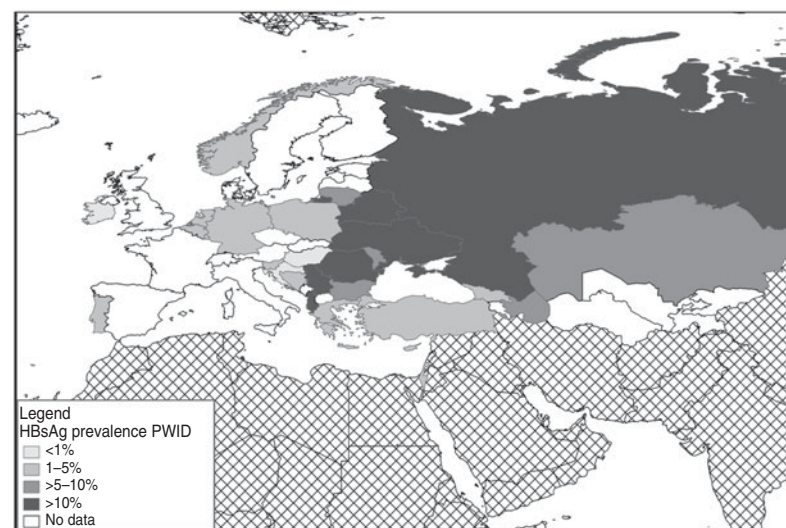 Legend
HBsAg prevalence PWID
<1%
1–5%
>5–10%
>10%
No data